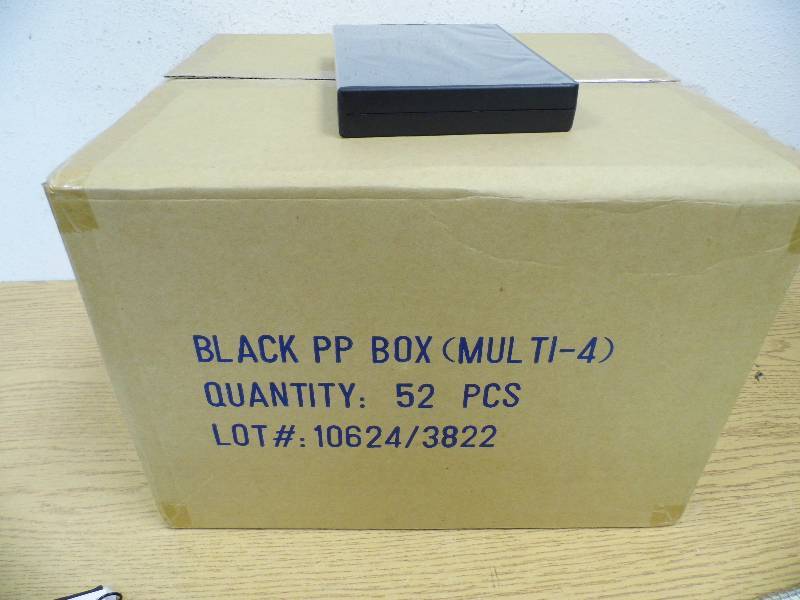 BLACK PP BOX (MULTI-4)
QUANTITY: 52 PCS
LOT#: 10624/3822